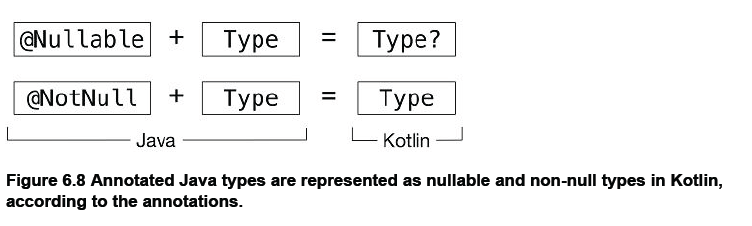 @Nullable + Type = Type?
@NotNull + Type = Type
Java Kotlin
Figure 6.8 Annotated Java types are represented as nullable and non-null types in Kotlin,
according to the annotations.